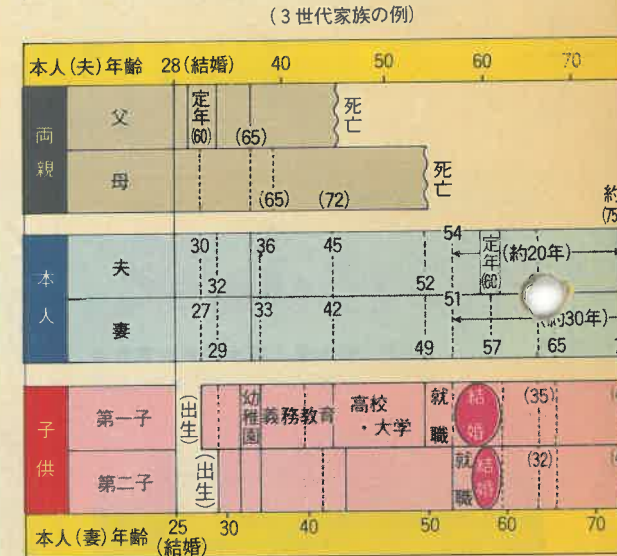 (3世代家族の例)
本人(夫)年齢 28(結婚) 40 50 60 70
両親 父 定年(60) (65) 死亡
母 (65) (72) 死亡
約
(75
本人 夫 30 32 36 45 52 54 定年(60) (約20年)
妻 27 29 33 42 49 51 57 (約30年) 65
子供 第一子 (出生) 幼稚園 義務教育 高校・大学 就職 結婚 (35)
第二子 (出生) 就職 結婚 (32)
本人(妻)年齢 25(結婚) 30 40 50 60 70